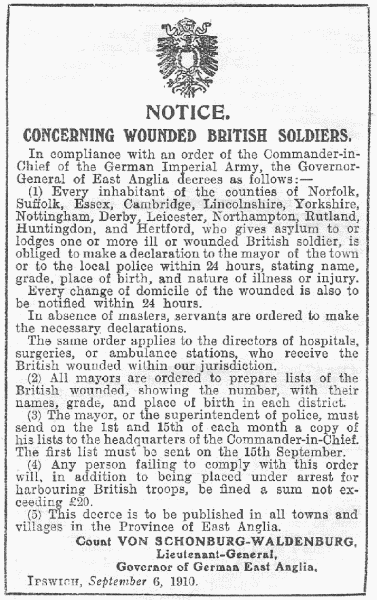 NOTICE.
CONCERNING WOUNDED BRITISH SOLDIERS.
In compliance with an order of the Commander-in-
Chief of the German Imperial Army, the Governor-
General of East Anglia decrees as follows:—
(1) Every inhabitant of the counties of Norfolk,
Suffolk, Essex, Cambridge, Lincolnshire, Yorkshire,
Nottingham, Derby, Leicester, Northampton, Rutland,
Huntingdon, and Hertford, who gives asylum to or
lodges one or more ill or wounded British soldier, is
obliged to make a declaration to the mayor of the town
or to the local police within 24 hours, stating name,
grade, place of birth, and nature of illness or injury.
Every change of domicile of the wounded is also to
be notified within 24 hours.
In absence of masters, servants are ordered to make
the necessary declarations.
The same order applies to the directors of hospitals,
surgeries, or ambulance stations, who receive the
British wounded within our jurisdiction.
(2) All mayors are ordered to prepare lists of the
British wounded, showing the number, with their
names, grade, and place of birth in each district.
(3) The mayor, or the superintendent of police, must
send on the 1st and 15th of each month a copy of
his lists to the headquarters of the Commander-in-Chief.
The first list must be sent on the 15th September.
(4) Any person failing to comply with this order
will, in addition to being placed under arrest for
harbouring British troops, be fined a sum not ex-
ceeding £20.
(5) This decree is to be published in all towns and
villages in the Province of East Anglia.
Count VON SCHONBURG-WALDENBURG,
Lieutenant-General,
Governor of German East Anglia.
IPSWICH, September 6, 1910.